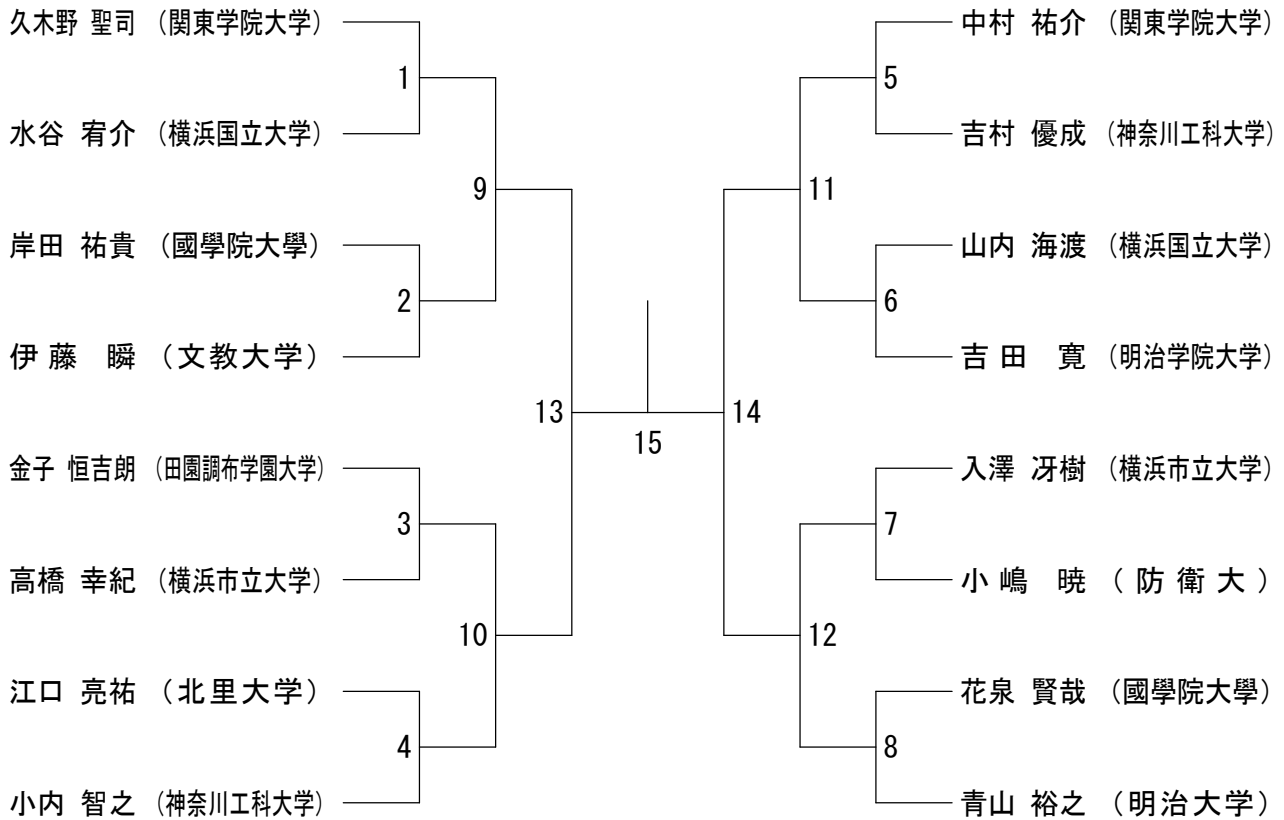 久木野 聖司 （関東学院大学）
1
水谷 宥介 （横浜国立大学）
9
岸田 祐貴 （國學院大學）
2
伊藤 瞬 （文教大学）
13
金子 恒吉朗 （田園調布学園大学）
3
高橋 幸紀 （横浜市立大学）
10
江口 亮祐 （北里大学）
4
小内 智之 （神奈川工科大学）
15
中村 祐介 （関東学院大学）
5
吉村 優成 （神奈川工科大学）
11
山内 海渡 （横浜国立大学）
6
吉田 寛 （明治学院大学）
14
入澤 冴樹 （横浜市立大学）
7
小嶋 暁 （防衛大）
12
花泉 賢哉 （國學院大學）
8
青山 裕之 （明治大学）